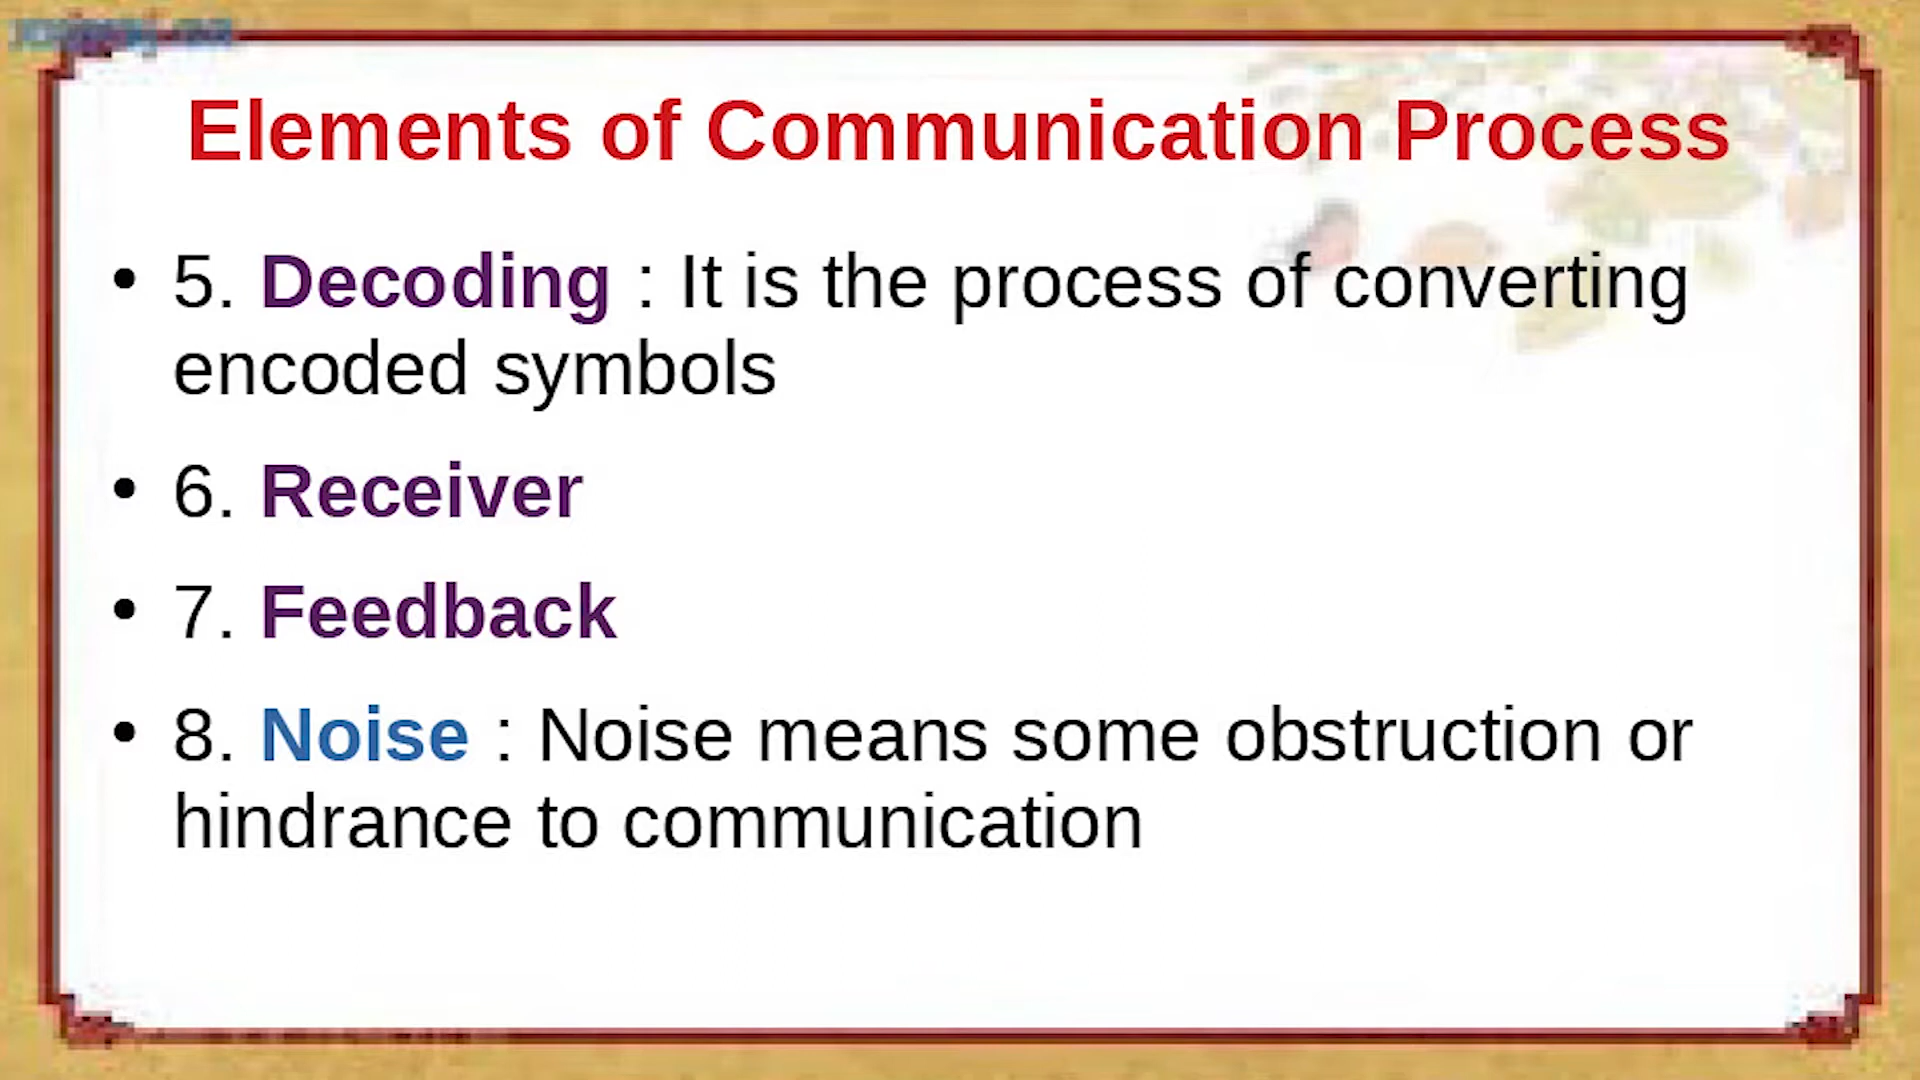 Elements of Communication Process
• 5. Decoding : It is the process of converting
encoded symbols
• 6. Receiver
• 7. Feedback
• 8. Noise : Noise means some obstruction or
hindrance to communication